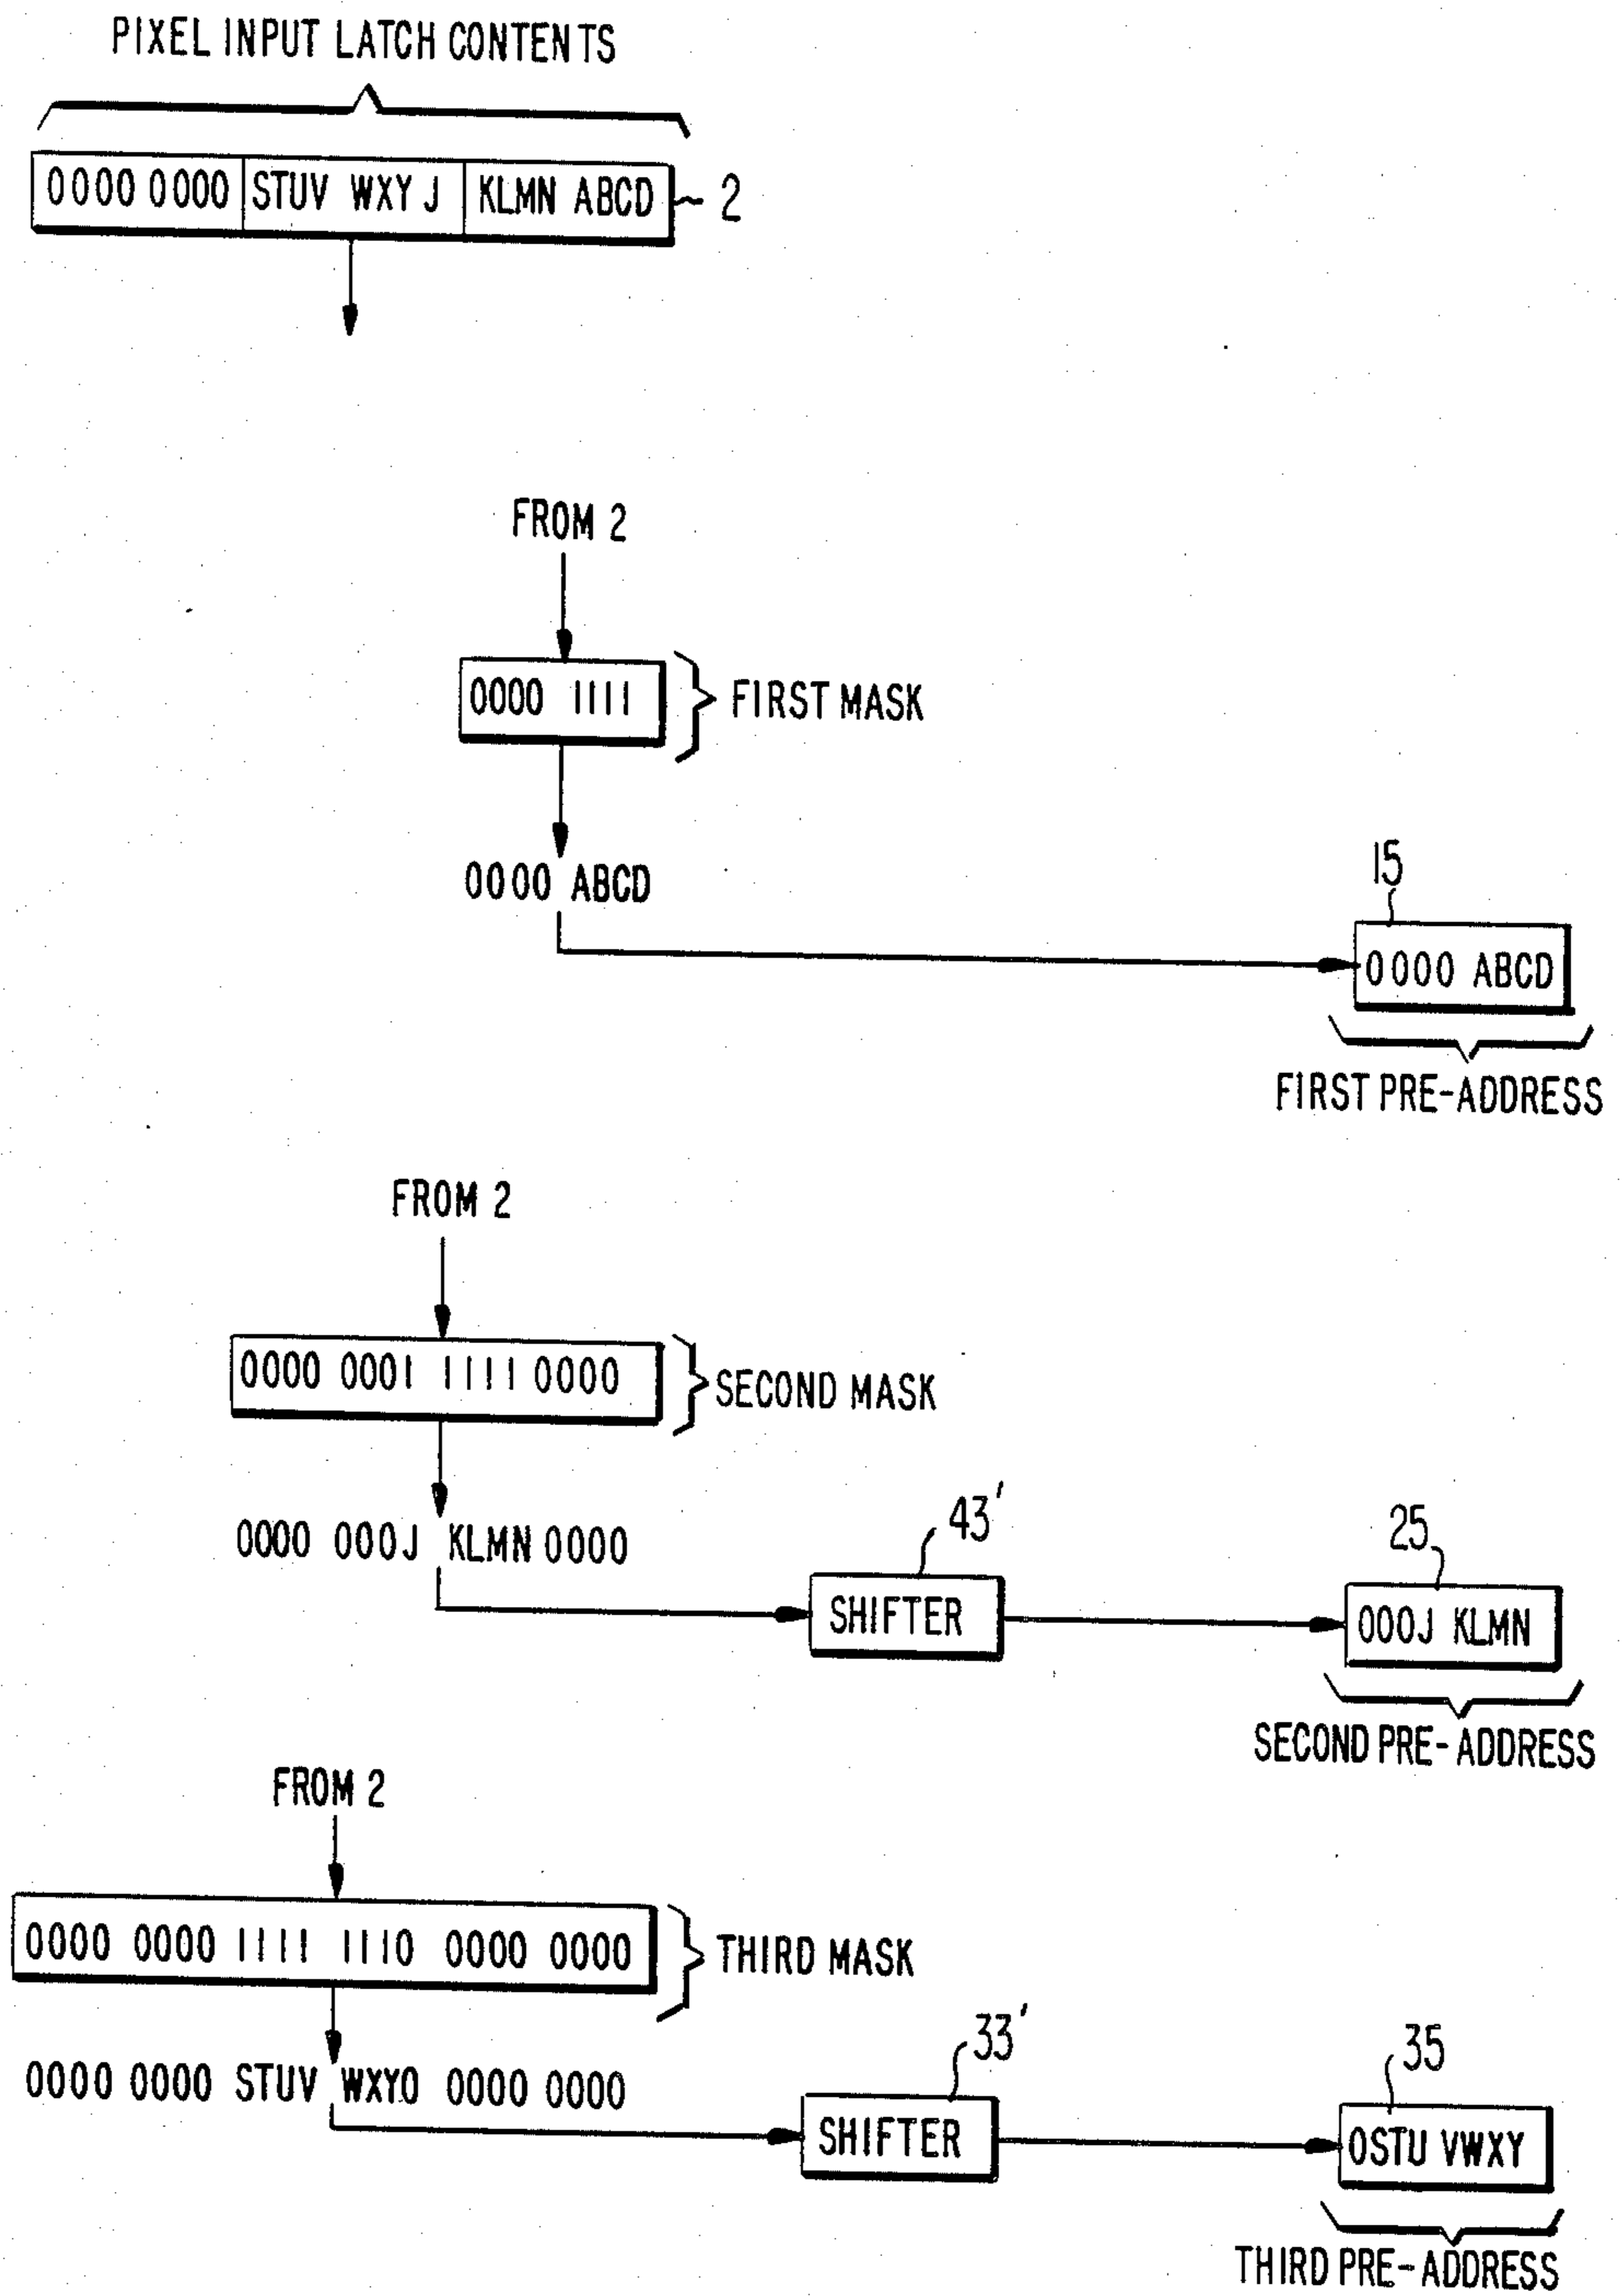 PIXEL INPUT LATCH CONTENTS
0000 0000 STUV WXYJ KLMN ABCD 2
FROM 2
0000 1111 FIRST MASK
0000 ABCD
15
0000 ABCD
FIRST PRE-ADDRESS
FROM 2
0000 0001 1111 0000 SECOND MASK
0000 000J KLMN 0000
43'
SHIFTER
25
000J KLMN
SECOND PRE-ADDRESS
FROM 2
0000 0000 1111 1110 0000 0000 THIRD MASK
0000 0000 STUV WXY0 0000 0000
33'
SHIFTER
35
0STU VWXY
THIRD PRE-ADDRESS